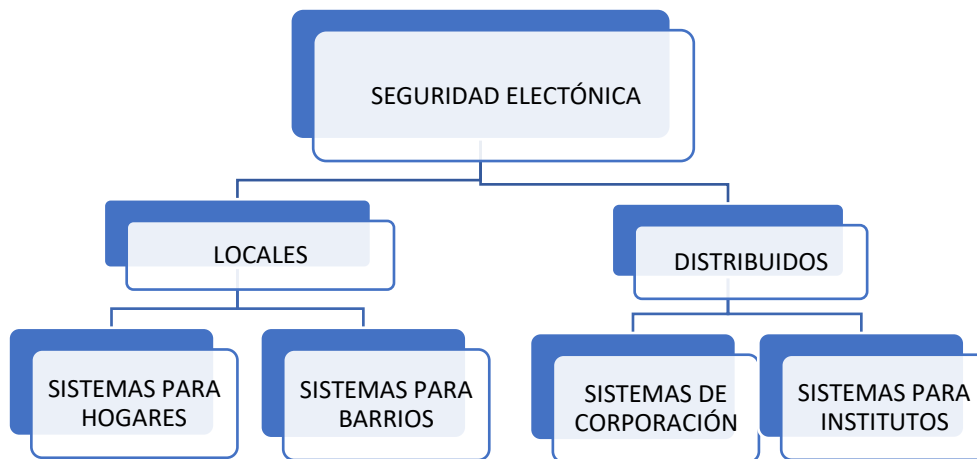 SEGURIDAD ELECTÓNICA
LOCALES
DISTRIBUIDOS
SISTEMAS PARA
HOGARES
SISTEMAS PARA
BARRIOS
SISTEMAS DE
CORPORACIÓN
SISTEMAS PARA
INSTITUTOS